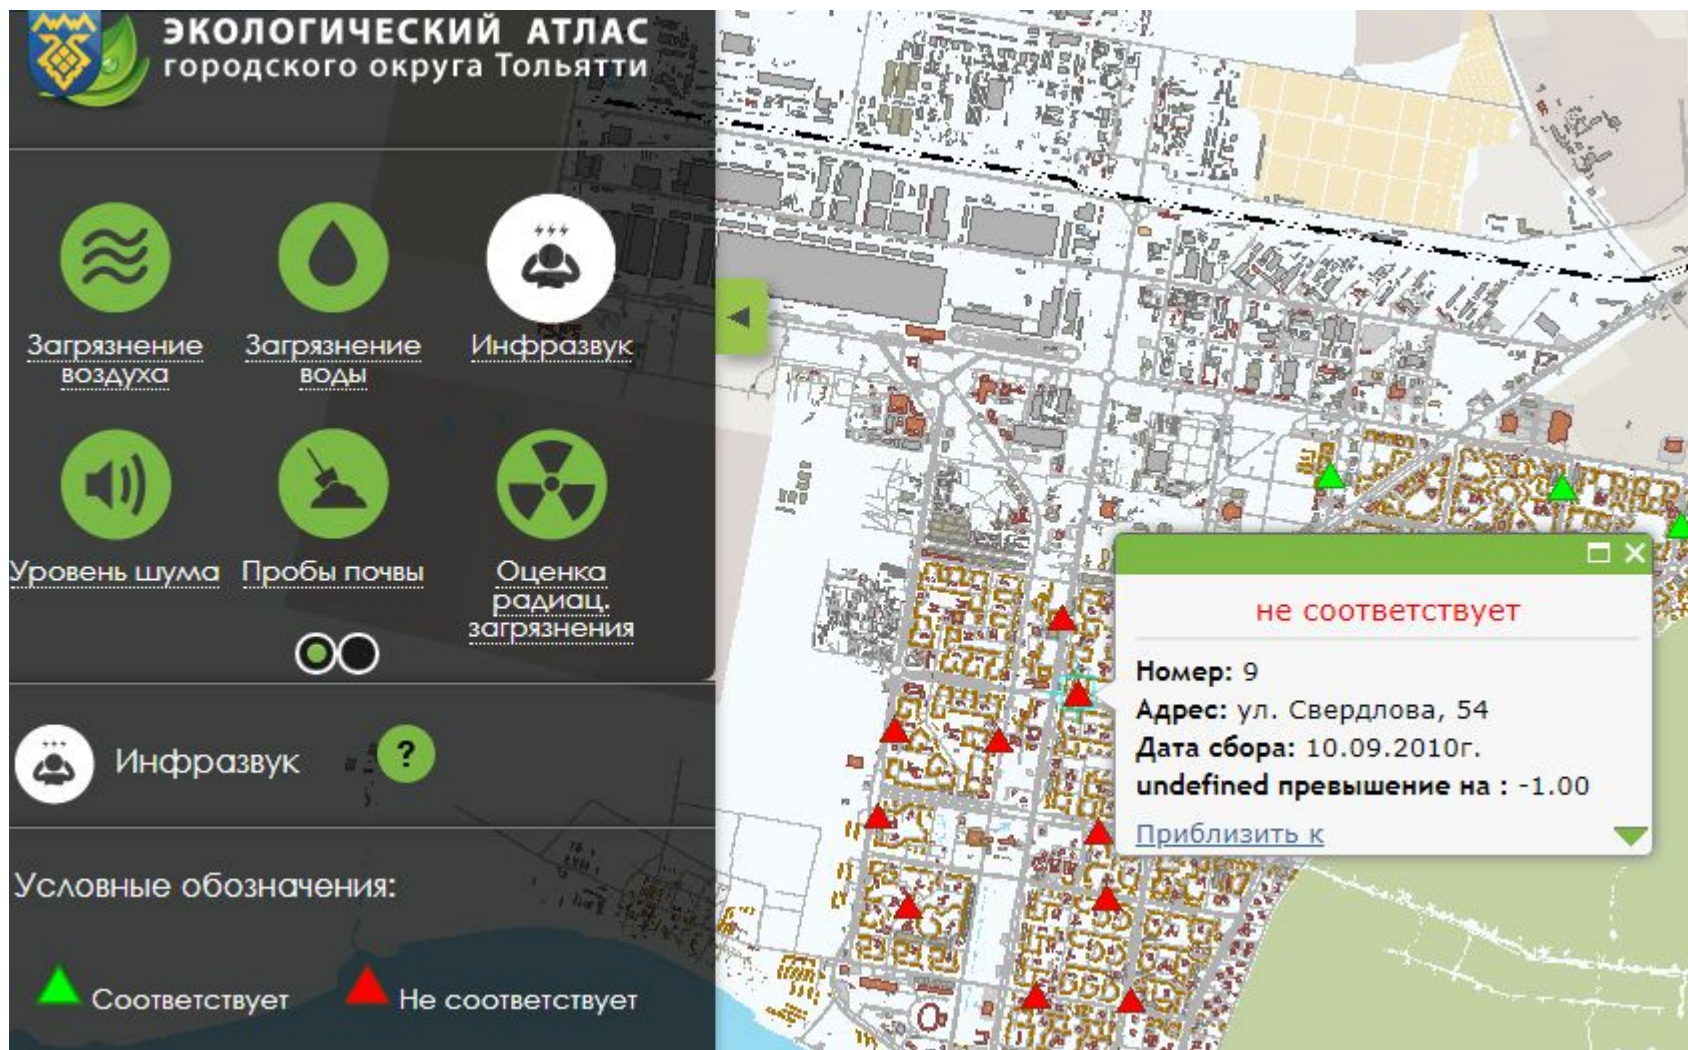 ЭКОЛОГИЧЕСКИЙ АТЛАС
городского округа Тольятти
Загрязнение
воздуха
Загрязнение
воды
Инфразвук
Уровень шума
Пробы почвы
Оценка
радиац.
загрязнения
Инфразвук
?
Условные обозначения:
Соответствует
Не соответствует
не соответствует
Номер: 9
Адрес: ул. Свердлова, 54
Дата сбора: 10.09.2010г.
undefined превышение на : -1.00
Приблизить к